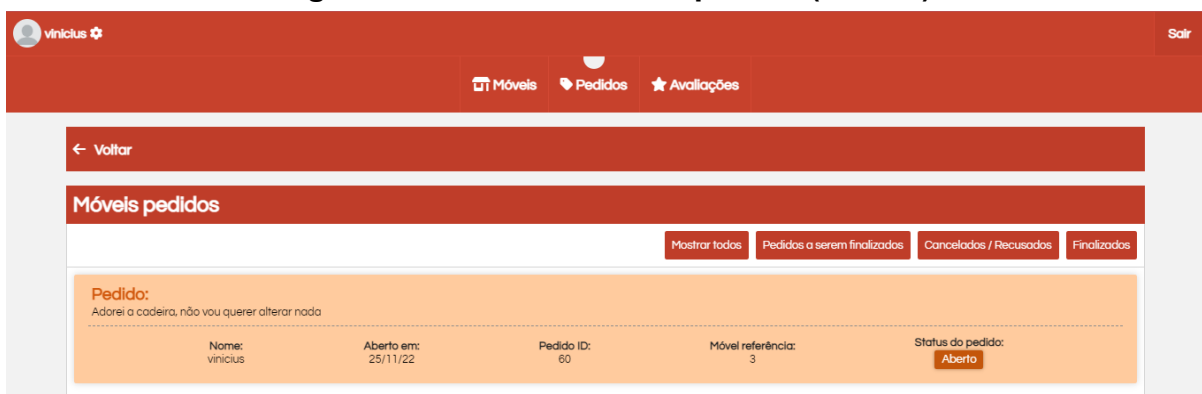 vinicius
Sair
Móveis Pedidos Avaliações
Voltar
Móveis pedidos
Mostrar todos Pedidos a serem finalizados Cancelados / Recusados Finalizados
Pedido:
Adorei a cadeira, não vou querer alterar nada
Nome: Aberto em: Pedido ID: Móvel referência: Status do pedido:
vinicius 25/11/22 60 3 Aberto